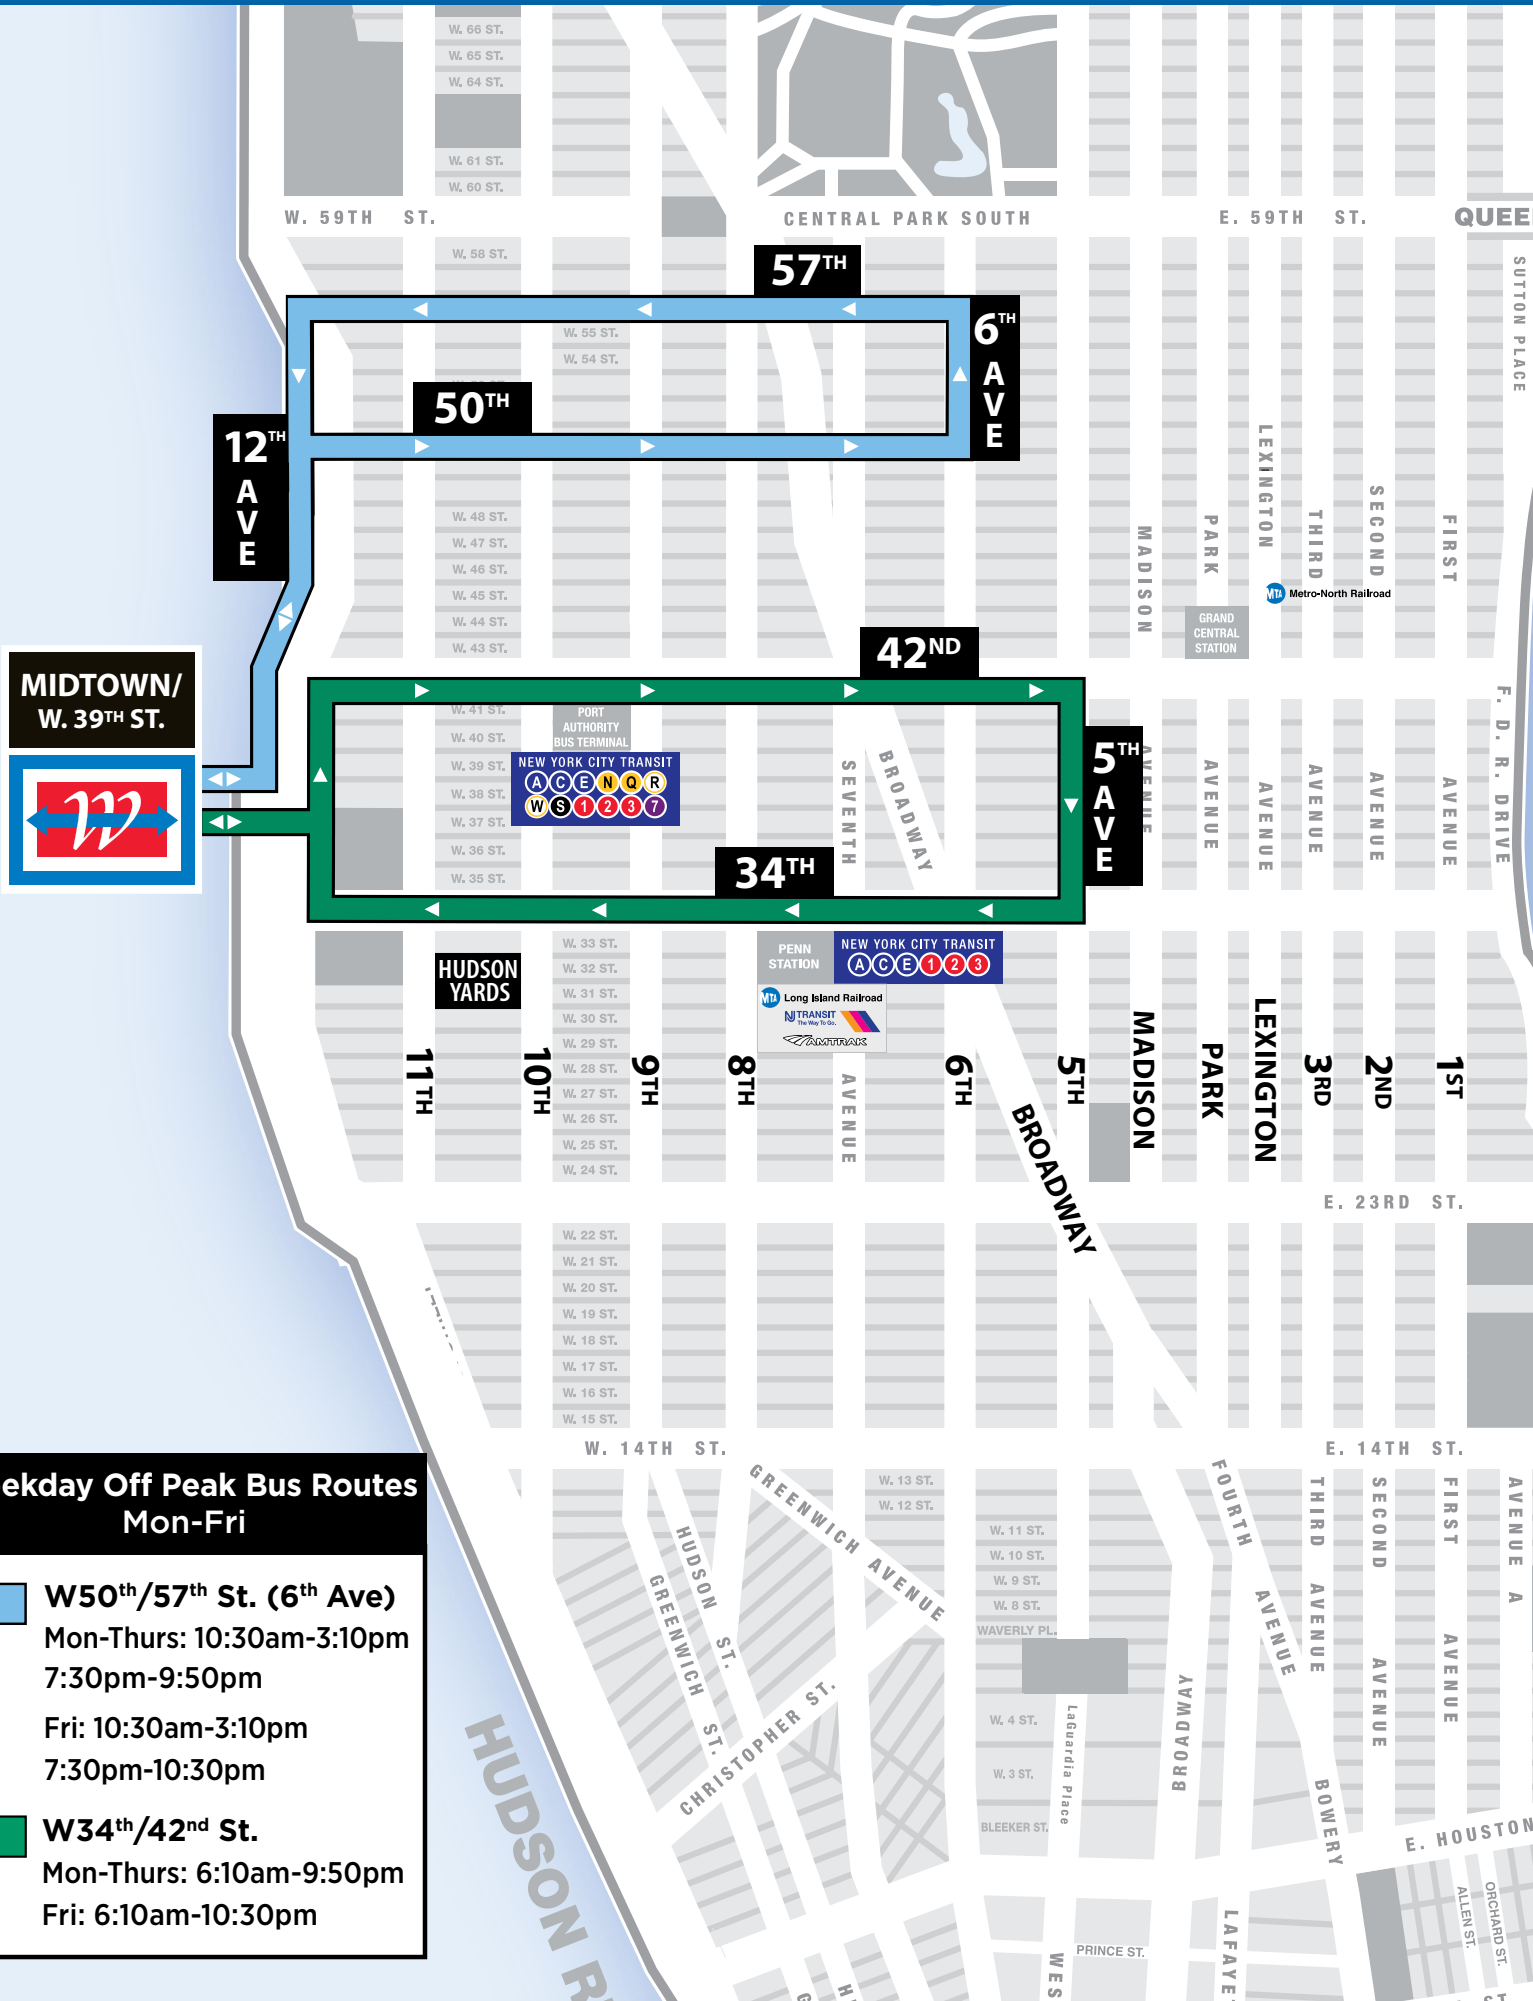 W. 66 ST.
W. 65 ST.
W. 64 ST.
W. 61 ST.
W. 60 ST.
W. 59TH ST.
CENTRAL PARK SOUTH
E. 59TH ST.
QUEE
W. 58 ST.
SUTTON PLACE
57TH
6TH AVE
W. 55 ST.
W. 54 ST.
50TH
12TH AVE
W. 48 ST.
W. 47 ST.
W. 46 ST.
W. 45 ST.
W. 44 ST.
W. 43 ST.
MADISON
PARK
LEXINGTON
THIRD
SECOND
FIRST
MTA Metro-North Railroad
GRAND
CENTRAL
STATION
42ND
MIDTOWN/
W. 39TH ST.
W
W. 41 ST.
W. 40 ST.
W. 39 ST.
W. 38 ST.
W. 37 ST.
W. 36 ST.
W. 35 ST.
PORT
AUTHORITY
BUS TERMINAL
NEW YORK CITY TRANSIT
A C E N Q R
W S 1 2 3 7
SEVENTH
BROADWAY
5TH AVE
AVENUE
AVENUE
AVENUE
AVENUE
AVENUE
AVENUE
F. D. R. DRIVE
34TH
W. 33 ST.
W. 32 ST.
W. 31 ST.
W. 30 ST.
W. 29 ST.
W. 28 ST.
W. 27 ST.
W. 26 ST.
W. 25 ST.
W. 24 ST.
HUDSON
YARDS
PENN
STATION
NEW YORK CITY TRANSIT
A C E 1 2 3
MTA Long Island Railroad
NJ TRANSIT
The Way To Go.
AMTRAK
11TH
10TH
9TH
8TH
AVENUE
6TH
BROADWAY
5TH
MADISON
PARK
LEXINGTON
3RD
2ND
1ST
E. 23RD ST.
W. 22 ST.
W. 21 ST.
W. 20 ST.
W. 19 ST.
W. 18 ST.
W. 17 ST.
W. 16 ST.
W. 15 ST.
W. 14TH ST.
E. 14TH ST.
GREENWICH AVENUE
HUDSON ST.
GREENWICH ST.
CHRISTOPHER ST.
W. 13 ST.
W. 12 ST.
W. 11 ST.
W. 10 ST.
W. 9 ST.
W. 8 ST.
WAVERLY PL.
W. 4 ST.
W. 3 ST.
BLEEKER ST.
LaGuardia Place
BROADWAY
FOURTH AVENUE
THIRD AVENUE
SECOND AVENUE
FIRST AVENUE
AVENUE A
BOWERY
E. HOUSTON
ALLEN ST.
ORCHARD ST.
PRINCE ST.
WES
LAFAYE
HUDSON R
ekday Off Peak Bus Routes
Mon-Fri
W50th/57th St. (6th Ave)
Mon-Thurs: 10:30am-3:10pm
7:30pm-9:50pm
Fri: 10:30am-3:10pm
7:30pm-10:30pm
W34th/42nd St.
Mon-Thurs: 6:10am-9:50pm
Fri: 6:10am-10:30pm